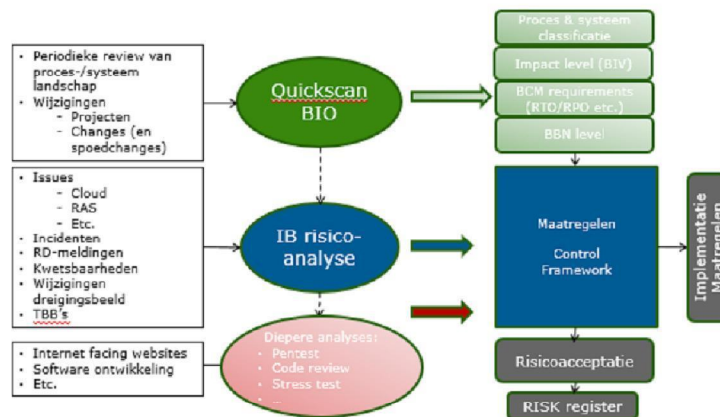 • Periodieke review van
proces-/systeem
landschap
• Wijzigingen
– Projecten
– Changes (en
spoedchanges)
Quickscan
BIO
Proces & systeem
classificatie
Impact level (BIV)
BCM requirements
(RTO/RPO etc.)
BBN level
• Issues
– Cloud
– RAS
– Etc.
• Incidenten
• RD-meldingen
• Kwetsbaarheden
• Wijzigingen
dreigingsbeeld
• TBB's
IB risico-
analyse
Maatregelen
Control
Framework
Implementatie
Maatregelen
• Internet facing websites
• Software ontwikkeling
• Etc.
Diepere analyses:
• Pentest
• Code review
• Stress test
• ...
Risicoacceptatie
RISK register